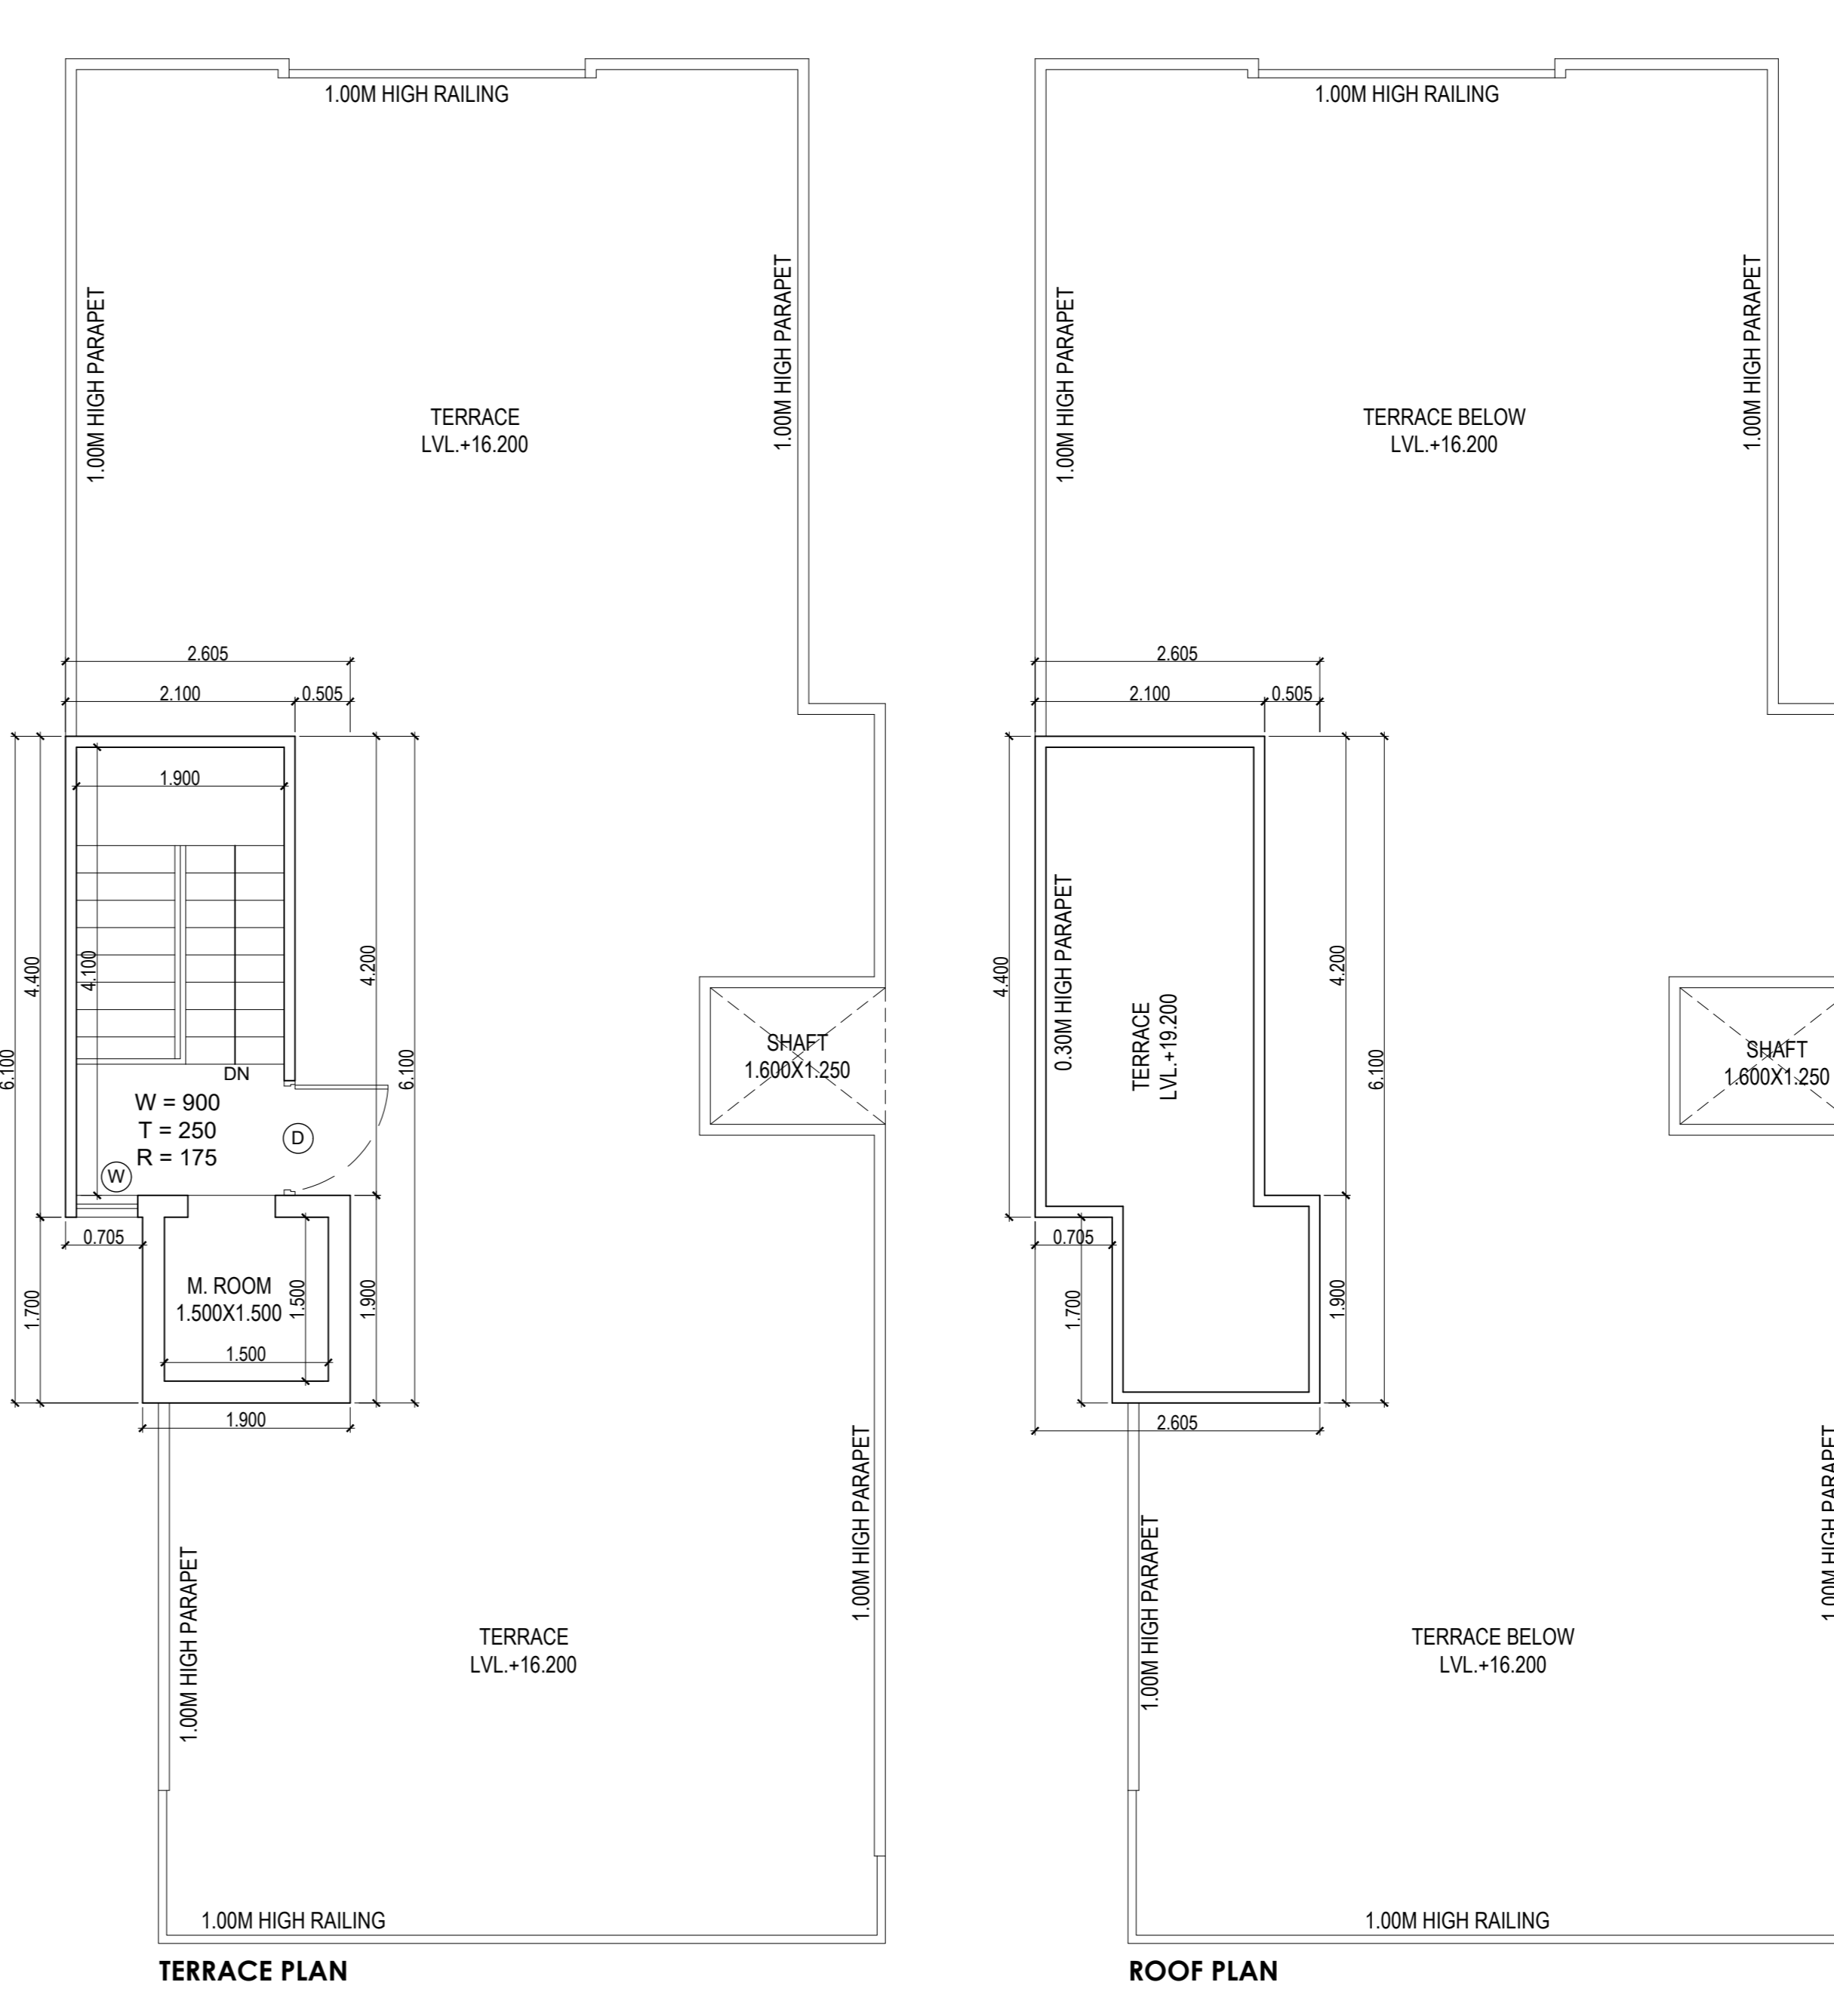 1.00M HIGH RAILING
1.00M HIGH PARAPET
1.00M HIGH PARAPET
TERRACE
LVL.+16.200
2.605
2.100
0.505
1.900
4.100
4.200
4.400
6.100
6.100
DN
W = 900
T = 250
R = 175
D
W
SHAFT
1.600X1.250
0.705
M. ROOM
1.500X1.500
1.500
1.500
1.700
1.900
1.900
1.00M HIGH PARAPET
1.00M HIGH PARAPET
TERRACE
LVL.+16.200
1.00M HIGH RAILING
TERRACE PLAN
1.00M HIGH RAILING
1.00M HIGH PARAPET
1.00M HIGH PARAPET
TERRACE BELOW
LVL.+16.200
2.605
2.100
0.505
4.400
0.30M HIGH PARAPET
TERRACE
LVL.+19.200
4.200
6.100
SHAFT
1.600X1.250
0.705
1.700
1.900
2.605
1.00M HIGH PARAPET
1.00M HIGH PARAPET
TERRACE BELOW
LVL.+16.200
1.00M HIGH RAILING
ROOF PLAN